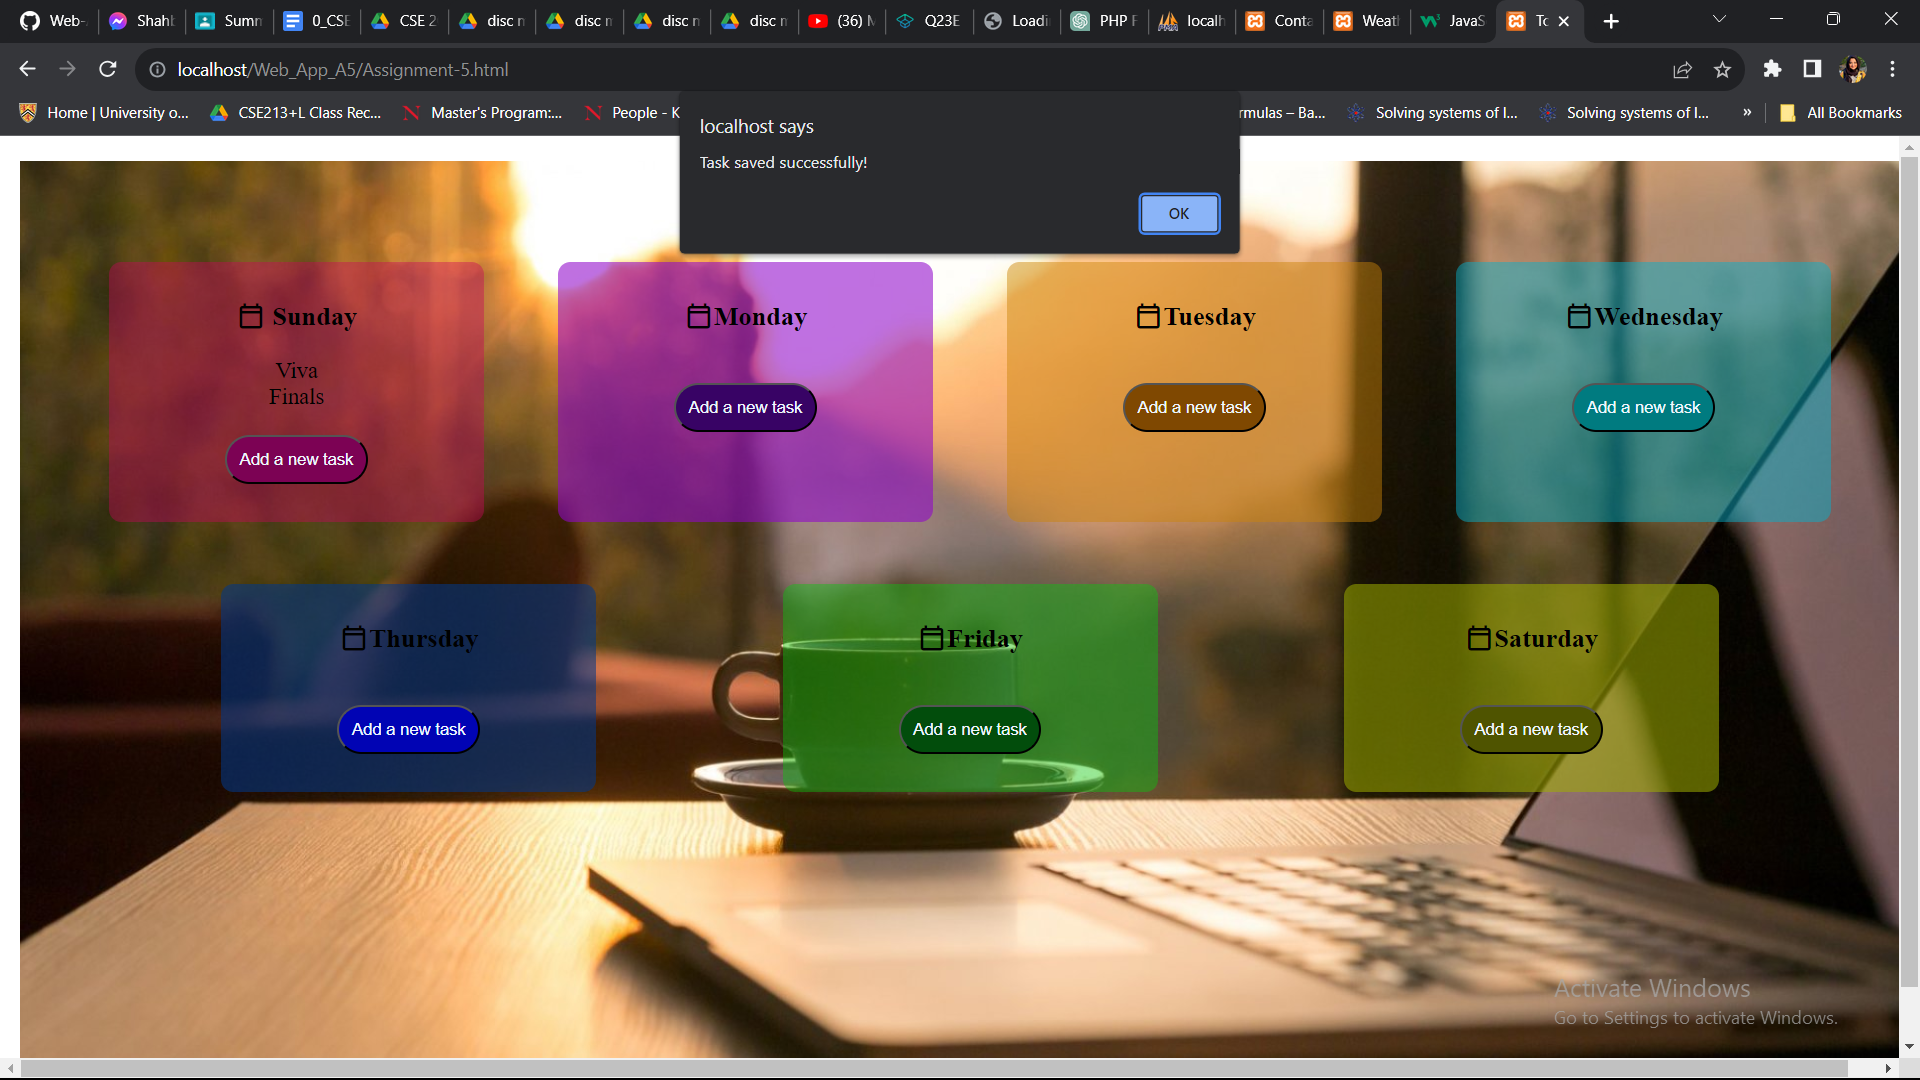 Web-
Shahb
Summ
0_CSE
CSE 2
disc m
disc m
disc m
disc m
(36) M
Q23E
Loadi
PHP F
localh
Conta
Weath
JavaS
To
localhost/Web_App_A5/Assignment-5.html
Home | University o...
CSE213+L Class Rec...
Master's Program:...
People - K
rmulas – Ba...
Solving systems of l...
Solving systems of l...
»
All Bookmarks
localhost says
Task saved successfully!
OK
Sunday
Viva
Finals
Add a new task
Monday
Add a new task
Tuesday
Add a new task
Wednesday
Add a new task
Thursday
Add a new task
Friday
Add a new task
Saturday
Add a new task
Activate Windows
Go to Settings to activate Windows.